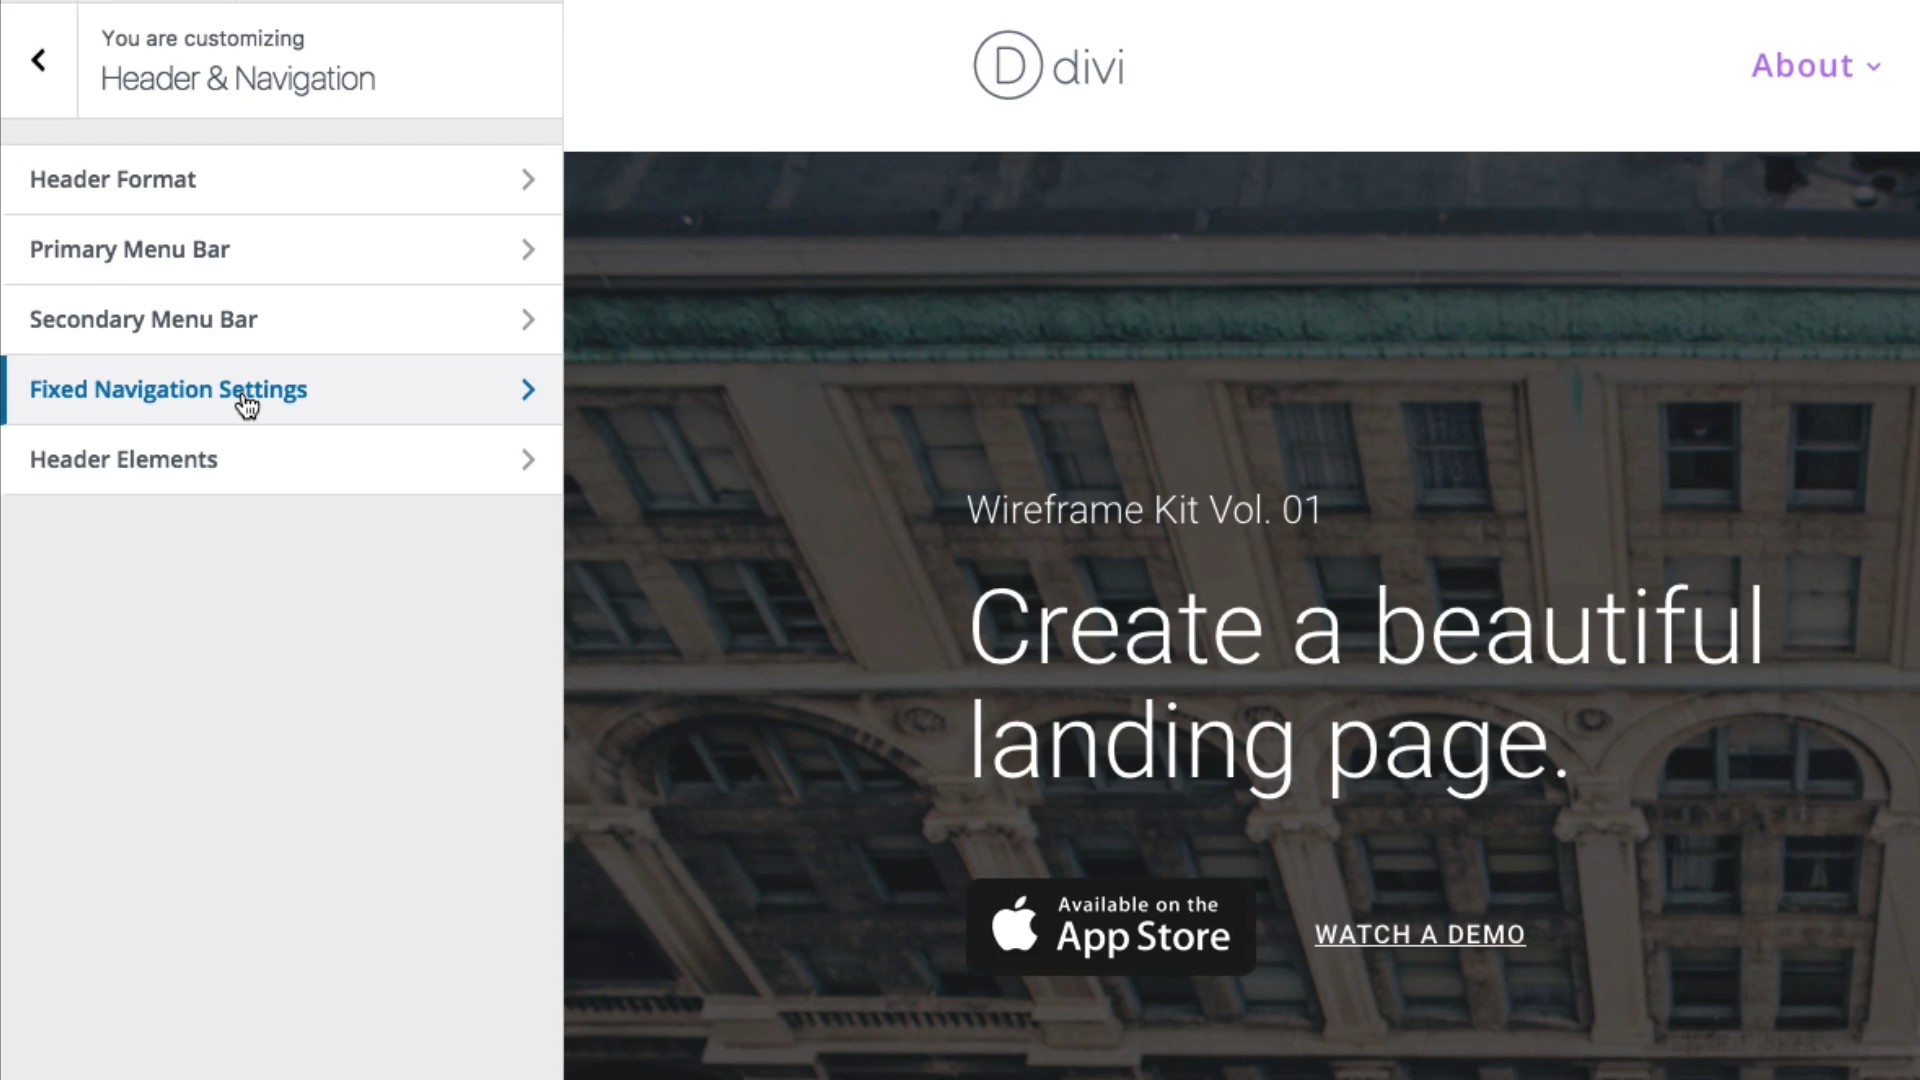 You are customizing
Header & Navigation
Header Format
Primary Menu Bar
Secondary Menu Bar
Fixed Navigation Settings
Header Elements
D divi
About
Wireframe Kit Vol. 01
Create a beautiful
landing page.
Available on the
App Store
WATCH A DEMO